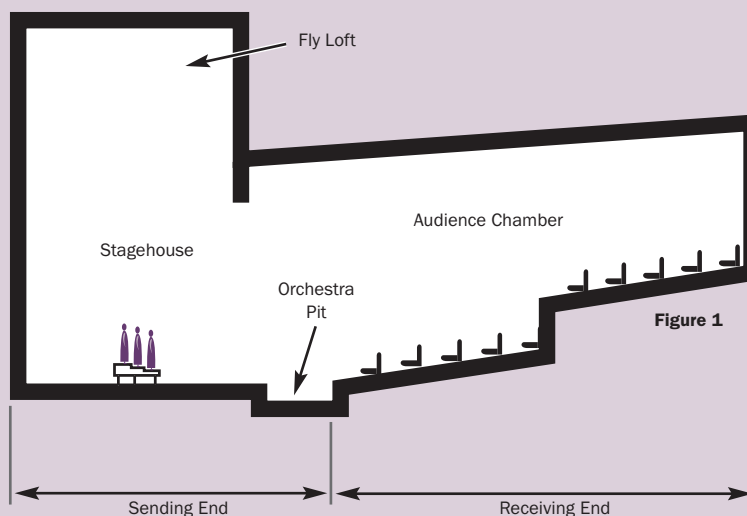 Fly Loft
Audience Chamber
Stagehouse
Orchestra
Pit
Figure 1
Sending End
Receiving End